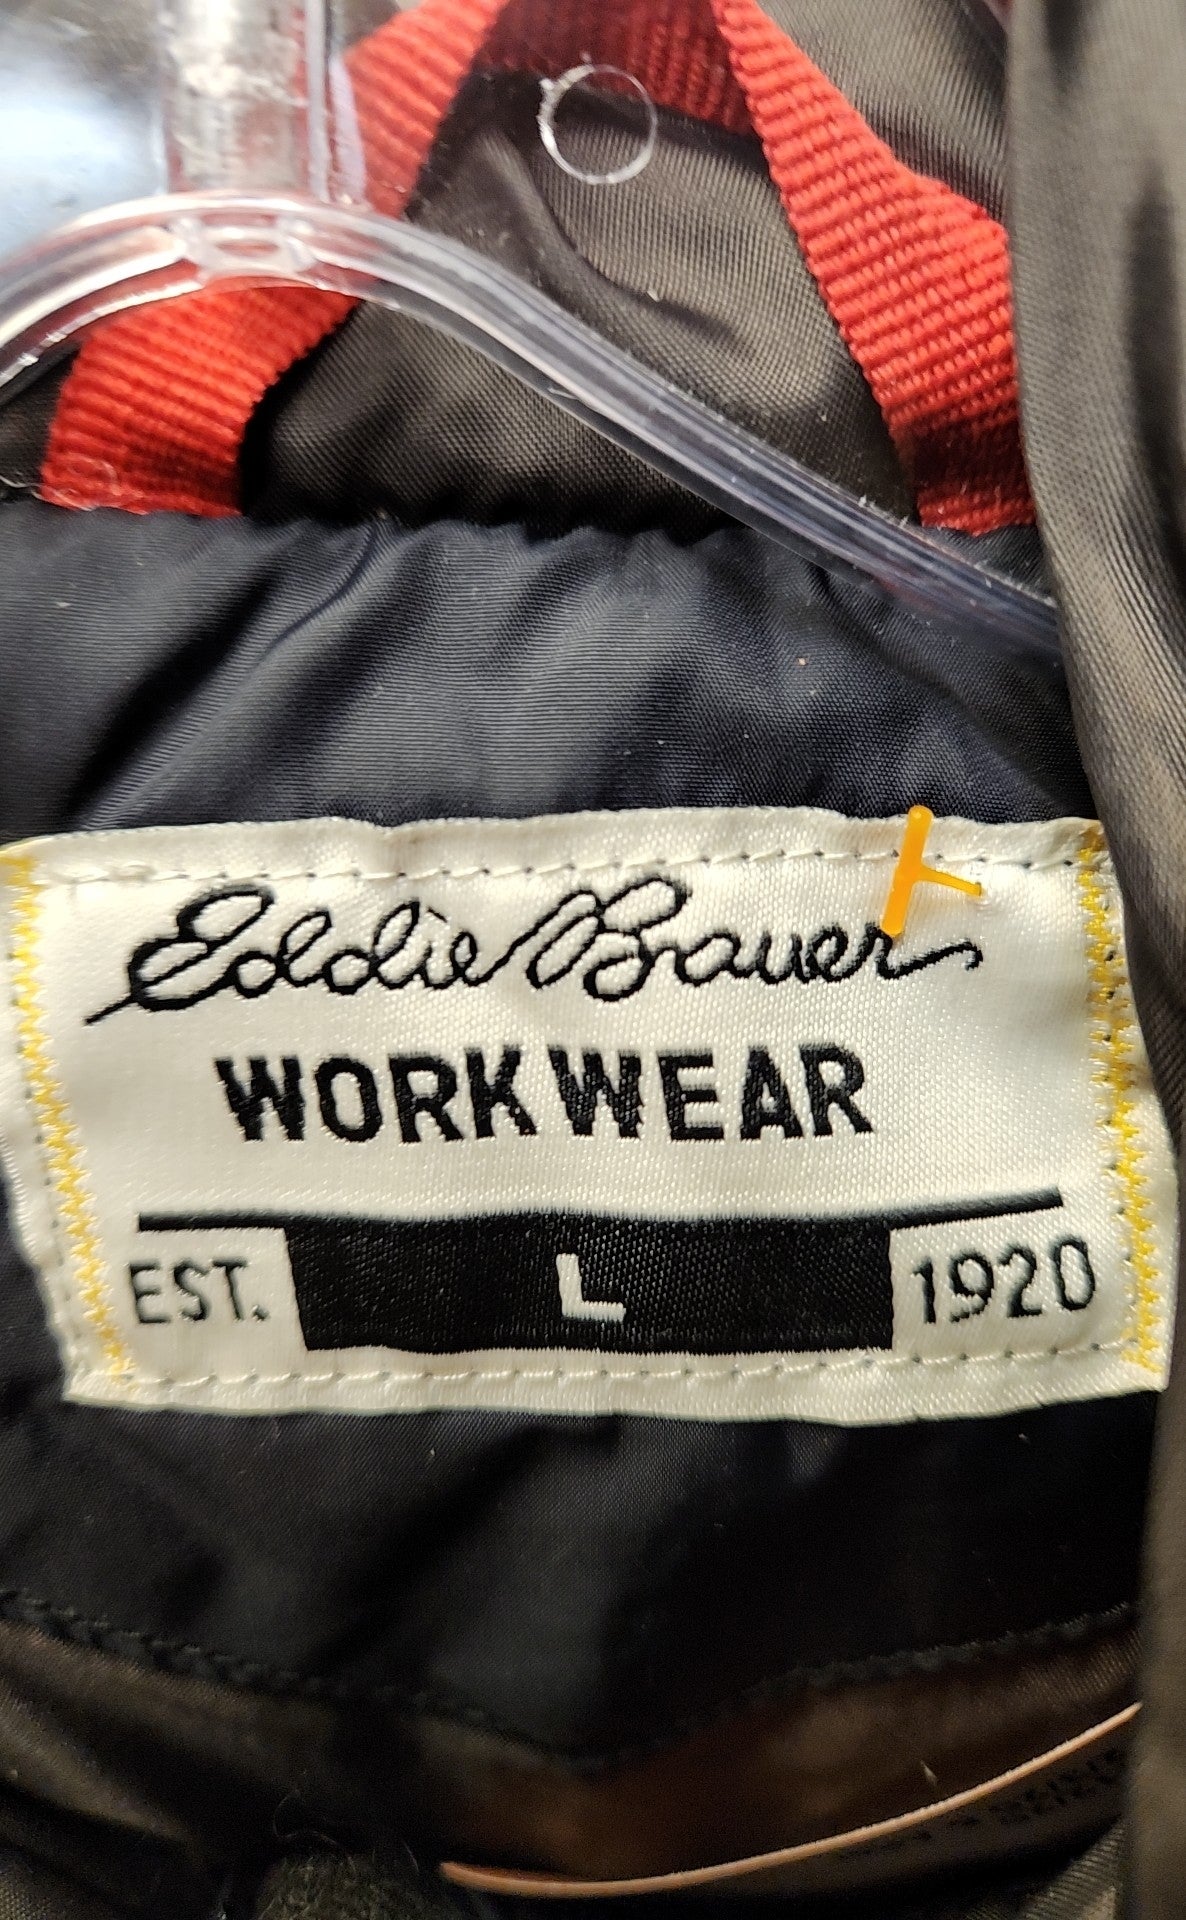 Eddie Bauer
WORKWEAR
EST. L 1920